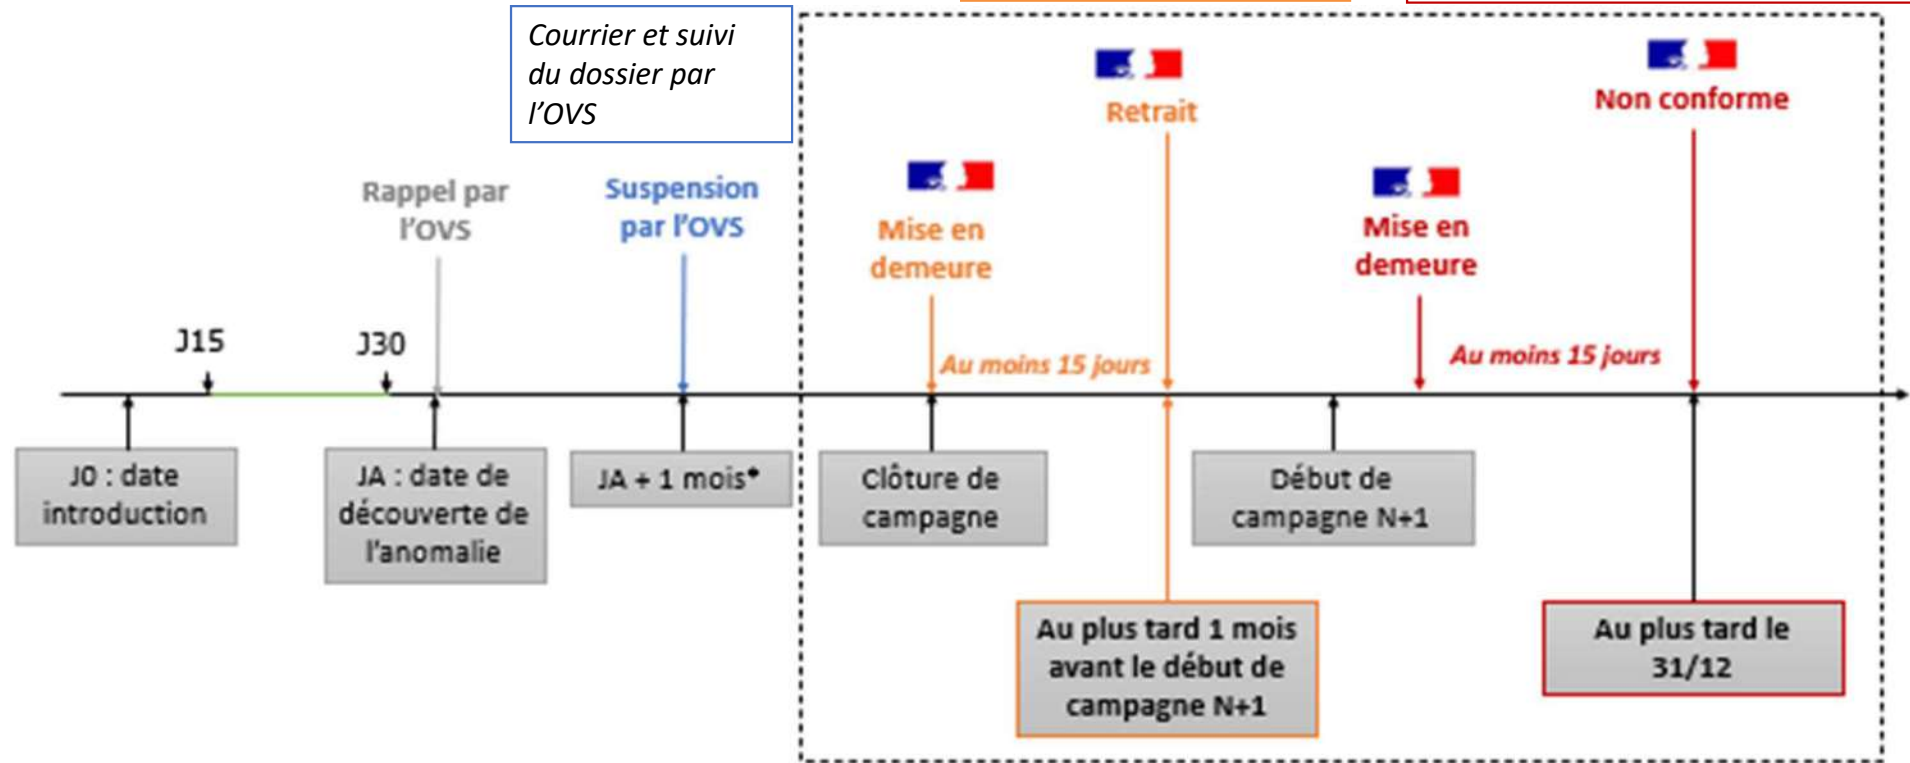 Courrier et suivi
du dossier par
l'OVS
Rappel par
l'OVS
Suspension
par l'OVS
Mise en
demeure
Retrait
Mise en
demeure
Non conforme
J15
J30
Au moins 15 jours
Au moins 15 jours
J0 : date
introduction
JA : date de
découverte de
l'anomalie
JA + 1 mois*
Clôture de
campagne
Début de
campagne N+1
Au plus tard 1 mois
avant le début de
campagne N+1
Au plus tard le
31/12